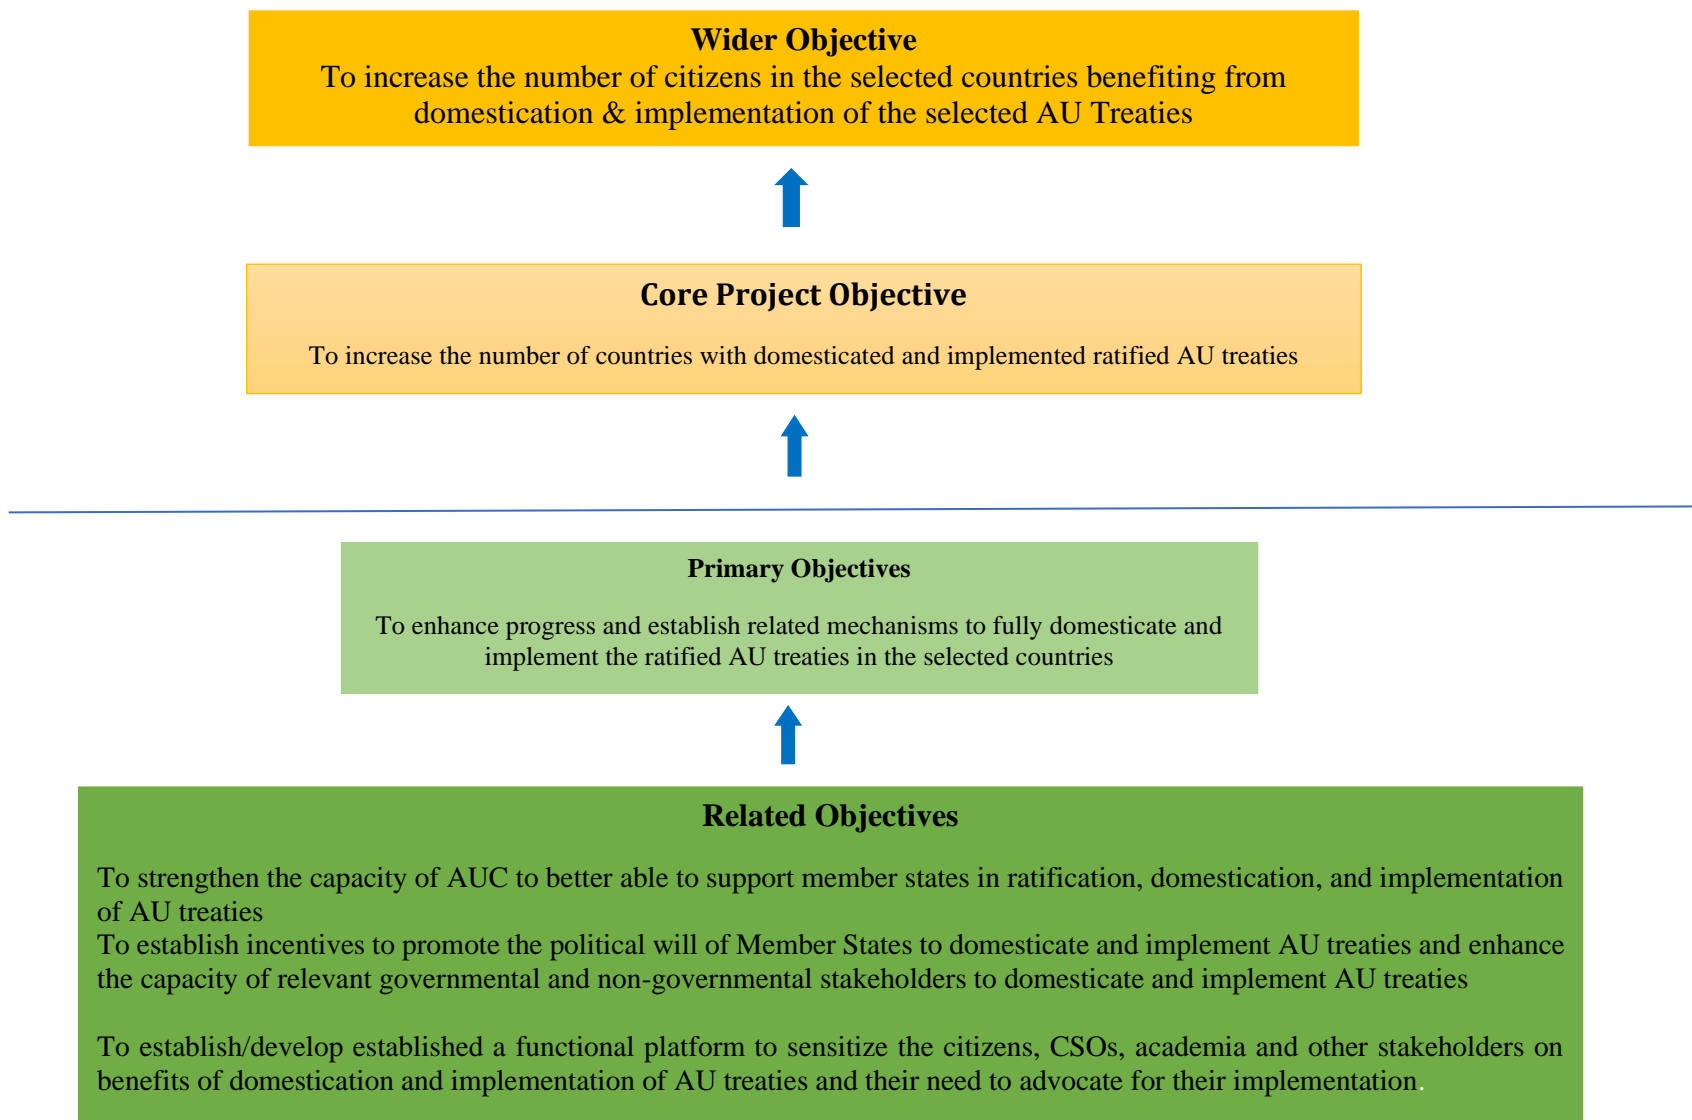 Wider Objective
To increase the number of citizens in the selected countries benefiting from
domestication & implementation of the selected AU Treaties
Core Project Objective
To increase the number of countries with domesticated and implemented ratified AU treaties
Primary Objectives
To enhance progress and establish related mechanisms to fully domesticate and
implement the ratified AU treaties in the selected countries
Related Objectives
To strengthen the capacity of AUC to better able to support member states in ratification, domestication, and implementation
of AU treaties
To establish incentives to promote the political will of Member States to domesticate and implement AU treaties and enhance
the capacity of relevant governmental and non-governmental stakeholders to domesticate and implement AU treaties
To establish/develop established a functional platform to sensitize the citizens, CSOs, academia and other stakeholders on
benefits of domestication and implementation of AU treaties and their need to advocate for their implementation.